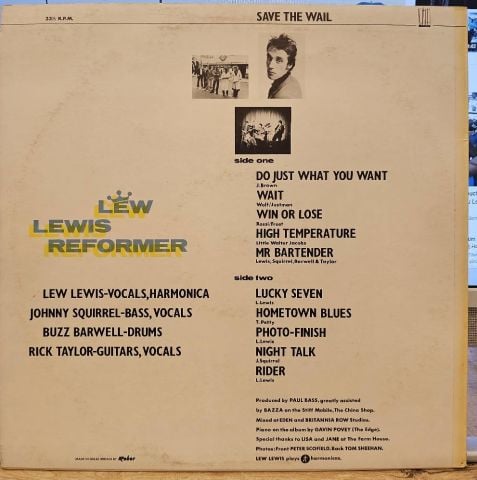 33⅓ R.P.M.
SAVE THE WAIL
side one
DO JUST WHAT YOU WANT
J.Brown
WAIT
Wolf/Justman
WIN OR LOSE
Rossi/Frost
HIGH TEMPERATURE
Little Walter Jacobs
MR BARTENDER
Lewis, Squirrel, Barwell & Taylor
LEW
LEWIS
REFORMER
side two
LEW LEWIS-VOCALS,HARMONICA
JOHNNY SQUIRREL-BASS, VOCALS
BUZZ BARWELL-DRUMS
RICK TAYLOR-GUITARS, VOCALS
LUCKY SEVEN
L.Lewis
HOMETOWN BLUES
T. Petty
PHOTO-FINISH
L.Lewis
NIGHT TALK
J.Squirrel
RIDER
L.Lewis
Produced by PAUL BASS, greatly assisted
by BAZZA on the Stiff Mobile, The China Shop.
Mixed at EDEN and BRITANNIA ROW Studios.
Piano on the album by GAVIN POVEY (The Edge).
Special thanks to LISA and JANE at The Farm House.
Photos: Front PETER SCOFIELD; Back TOM SHEEHAN.
LEW LEWIS plays harmonicas.